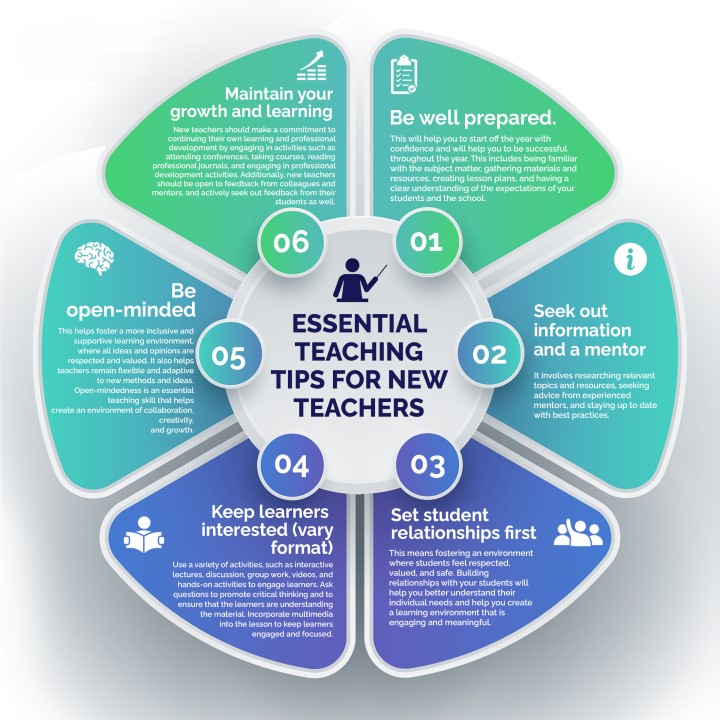 ESSENTIAL
TEACHING
TIPS FOR NEW
TEACHERS
01
Be well prepared.
This will help you to start off the year with
confidence and will help you to be successful
throughout the year. This includes being familiar
with the subject matter, gathering materials and
resources, creating lesson plans, and having a
clear understanding of the expectations of your
students and the school.
02
Seek out
information
and a mentor
It involves researching relevant
topics and resources, seeking
advice from experienced
mentors, and staying up to date
with best practices.
03
Set student
relationships first
This means fostering an environment
where students feel respected,
valued, and safe. Building
relationships with your students will
help you better understand their
individual needs and help you create
a learning environment that is
engaging and meaningful.
04
Keep learners
interested (vary
format)
Use a variety of activities, such as interactive
lectures, discussion, group work, videos, and
hands-on activities to engage learners. Ask
questions to promote critical thinking and to
ensure that the learners are understanding
the material. Incorporate multimedia
into the lesson to keep learners
engaged and focused.
05
Be
open-minded
This helps foster a more inclusive and
supportive learning environment,
where all ideas and opinions are
respected and valued. It also helps
teachers remain flexible and adaptive
to new methods and ideas.
Open-mindedness is an essential
teaching skill that helps
create an environment of collaboration,
creativity,
and growth.
06
Maintain your
growth and learning
New teachers should make a commitment to
continuing their own learning and professional
development by engaging in activities such as
attending conferences, taking courses, reading
professional journals, and engaging in professional
development activities. Additionally, new teachers
should be open to feedback from colleagues and
mentors, and actively seek out feedback from their
students as well.